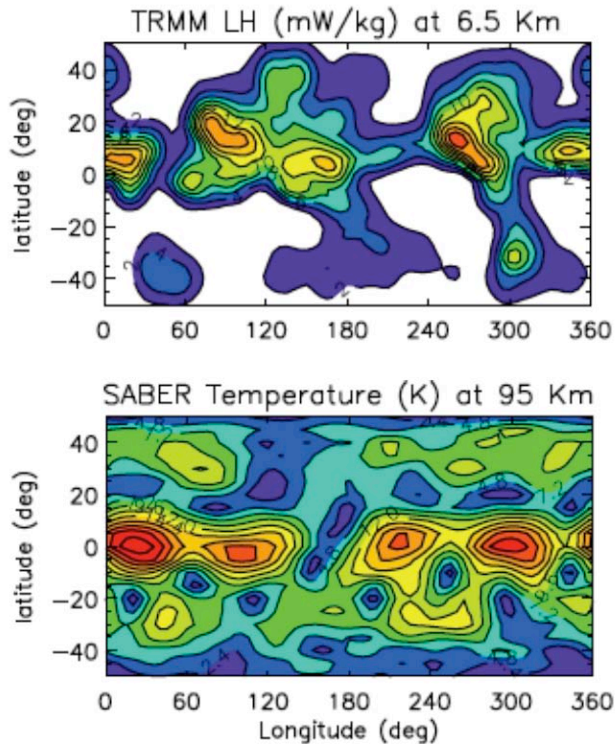 TRMM LH (mW/kg) at 6.5 Km
latitude (deg)
40
20
0
−20
−40
0 60 120 180 240 300 360
SABER Temperature (K) at 95 Km
latitude (deg)
40
20
0
−20
−40
0 60 120 180 240 300 360
Longitude (deg)